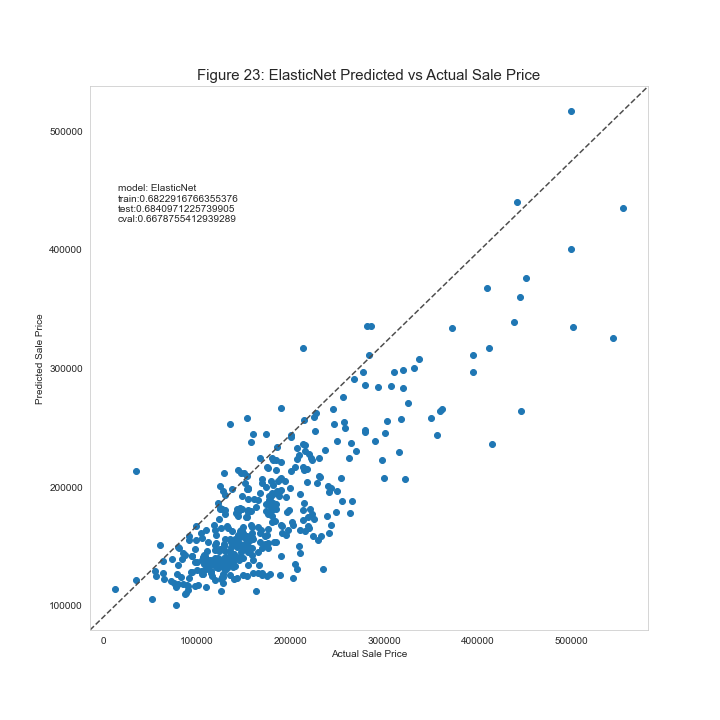 Figure 23: ElasticNet Predicted vs Actual Sale Price
500000
model: ElasticNet
train:0.6822916766355376
test:0.6840971225739905
cval:0.6678755412939289
400000
Predicted Sale Price
300000
200000
100000
0 100000 200000 300000 400000 500000
Actual Sale Price